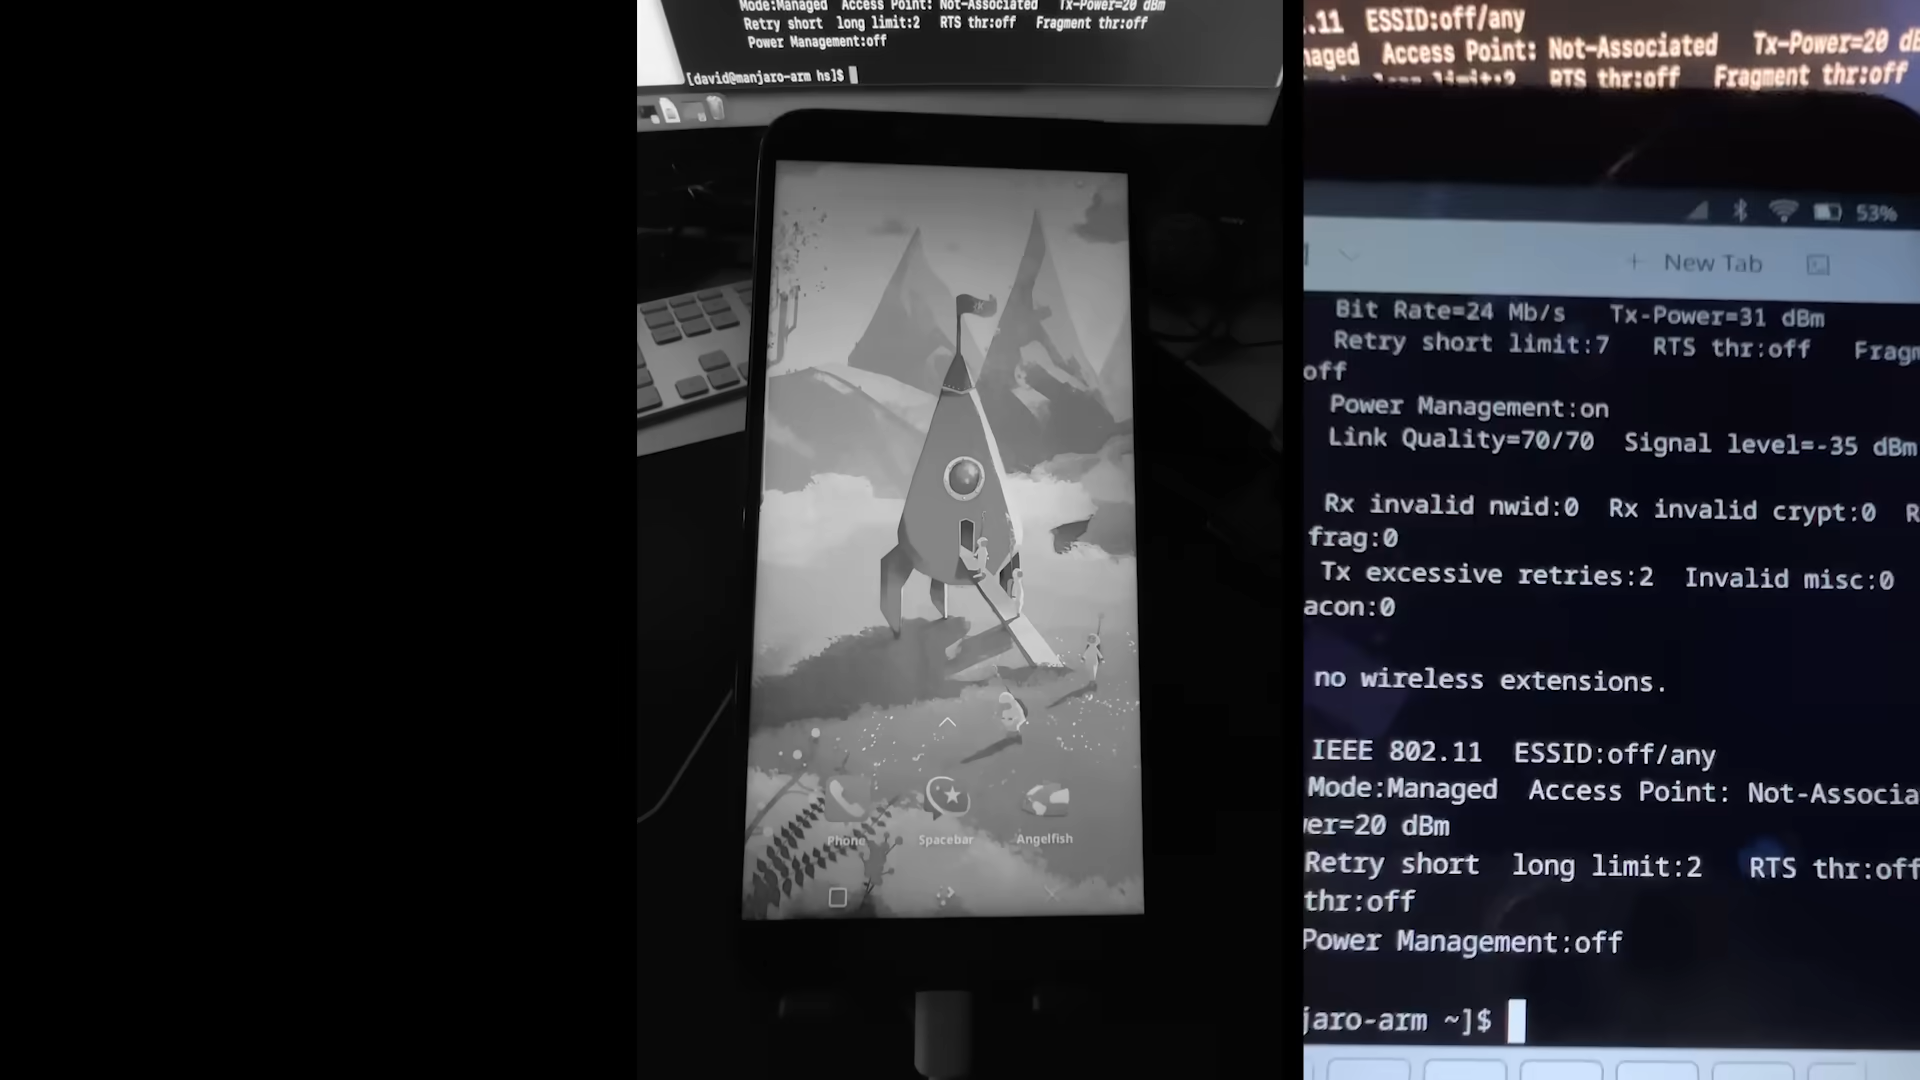 Mode:Managed  Access Point: Not-Associated   Tx-Power=20 dBm
Retry short  long limit:2   RTS thr:off   Fragment thr:off
Power Management:off
[david@manjaro-arm hs]$
Phone
Spacebar
Angelfish
.11  ESSID:off/any
naged  Access Point: Not-Associated   Tx-Power=20 dB
long limit:2   RTS thr:off   Fragment thr:off
53%
+ New Tab
Bit Rate=24 Mb/s   Tx-Power=31 dBm
Retry short limit:7   RTS thr:off   Fragm
off
Power Management:on
Link Quality=70/70  Signal level=-35 dBm
Rx invalid nwid:0  Rx invalid crypt:0  R
frag:0
Tx excessive retries:2  Invalid misc:0
acon:0
no wireless extensions.
IEEE 802.11  ESSID:off/any
Mode:Managed  Access Point: Not-Associa
er=20 dBm
Retry short  long limit:2   RTS thr:off
thr:off
Power Management:off
jaro-arm ~]$